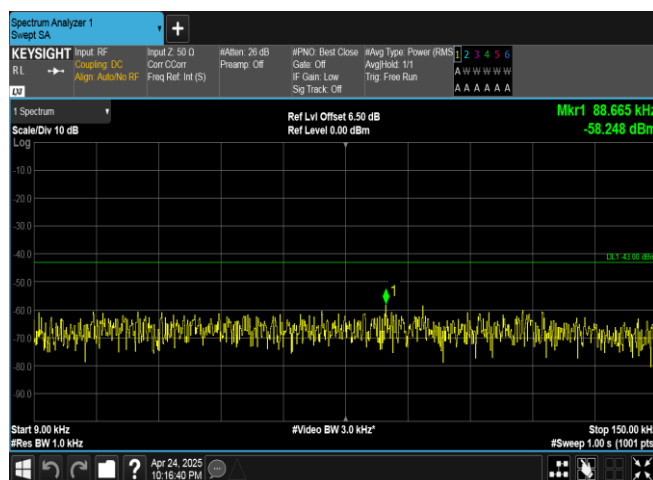 Spectrum Analyzer 1
Swept SA
+
KEYSIGHT Input: RF Input Z: 50 Ω #Atten: 26 dB #PNO: Best Close #Avg Type: Power (RMS 1 2 3 4 5 6
RL Coupling: DC Corr CCorr Preamp: Off Gate: Off Avg|Hold: 1/1 A W W W W W
Align: Auto/No RF Freq Ref: Int (S) IF Gain: Low Trig: Free Run
LXI Sig Track: Off A A A A A A
1 Spectrum Ref Lvl Offset 6.50 dB Mkr1 88.665 kHz
Scale/Div 10 dB Ref Level 0.00 dBm -58.248 dBm
Log
-10.0
-20.0
-30.0
-40.0
DL1 -43.00 dBm
-50.0
1
-60.0
-70.0
-80.0
-90.0
Start 9.00 kHz #Video BW 3.0 kHz* Stop 150.00 kHz
#Res BW 1.0 kHz #Sweep 1.00 s (1001 pts
? Apr 24, 2025
10:16:40 PM